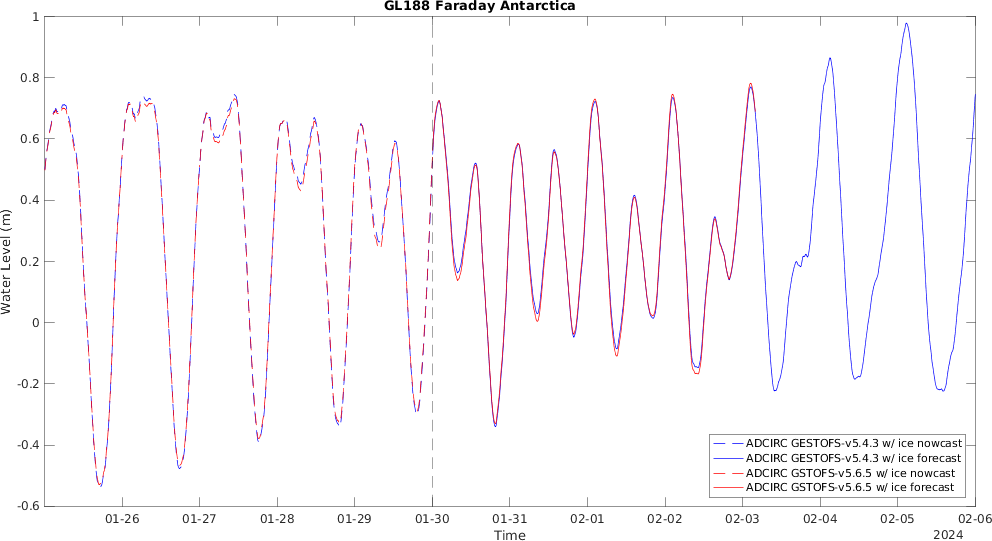 GL188 Faraday Antarctica
1
0.8
0.6
0.4
0.2
0
-0.2
-0.4
-0.6
Water Level (m)
01-26 01-27 01-28 01-29 01-30 01-31 02-01 02-02 02-03 02-04 02-05 02-06
Time
2024
ADCIRC GESTOFS-v5.4.3 w/ ice nowcast
ADCIRC GESTOFS-v5.4.3 w/ ice forecast
ADCIRC GSTOFS-v5.6.5 w/ ice nowcast
ADCIRC GSTOFS-v5.6.5 w/ ice forecast